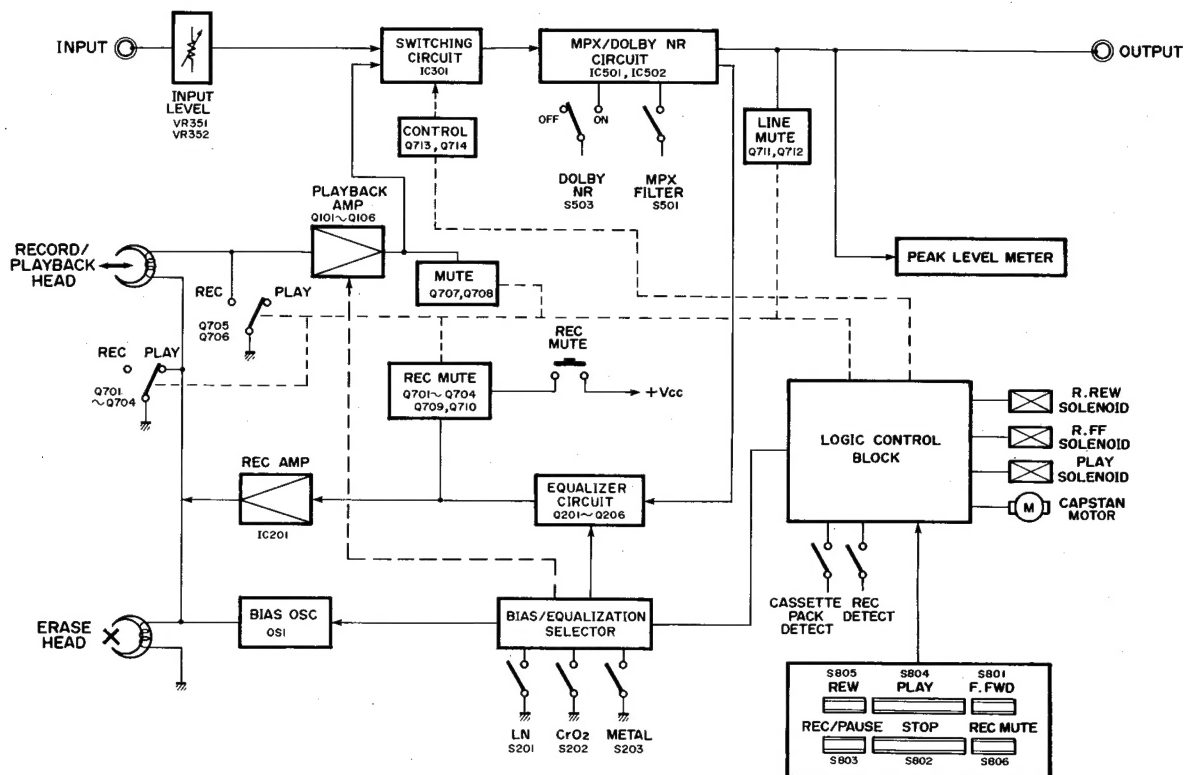 INPUT
INPUT
LEVEL
VR351
VR352
SWITCHING
CIRCUIT
IC301
MPX/DOLBY NR
CIRCUIT
IC501, IC502
OUTPUT
CONTROL
Q713, Q714
OFF
ON
DOLBY
NR
S503
MPX
FILTER
S501
LINE
MUTE
Q711, Q712
PLAYBACK
AMP
Q101~Q106
RECORD/
PLAYBACK
HEAD
MUTE
Q707, Q708
PEAK LEVEL METER
REC
PLAY
Q705
Q706
REC
PLAY
Q701
~Q704
REC MUTE
Q701~Q704
Q709, Q710
REC
MUTE
+Vcc
LOGIC CONTROL
BLOCK
R.REW
SOLENOID
R.FF
SOLENOID
PLAY
SOLENOID
M
CAPSTAN
MOTOR
REC AMP
IC201
EQUALIZER
CIRCUIT
Q201~Q206
CASSETTE
PACK
DETECT
REC
DETECT
ERASE
HEAD
BIAS OSC
OS1
BIAS/EQUALIZATION
SELECTOR
LN
S201
CrO2
S202
METAL
S203
S805
REW
S804
PLAY
S801
F.FWD
REC/PAUSE
S803
STOP
S802
REC MUTE
S806